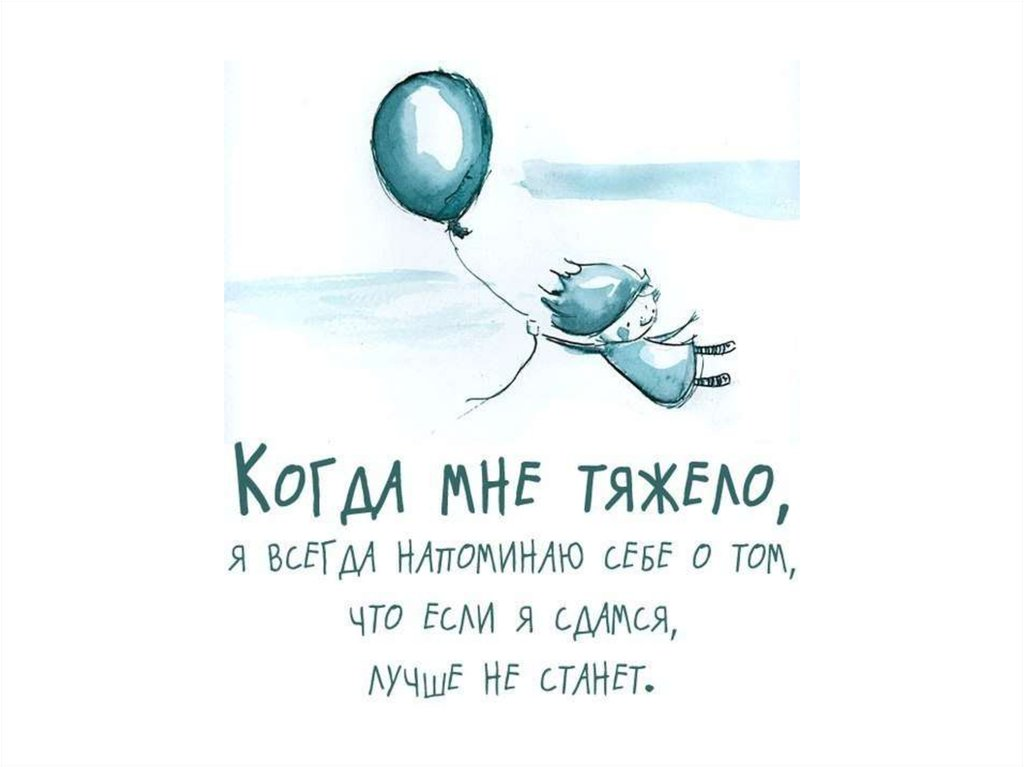 Когда мне тяжело,
я всегда напоминаю себе о том,
что если я сдамся,
лучше не станет.